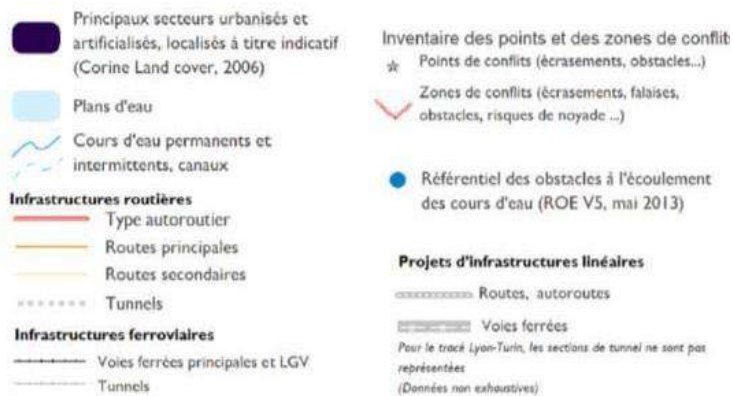 Principaux secteurs urbanisés et
artificialisés, localisés à titre indicatif
(Corine Land cover, 2006)
Plans d'eau
Cours d'eau permanents et
intermittents, canaux
Infrastructures routières
Type autoroutier
Routes principales
Routes secondaires
Tunnels
Infrastructures ferroviaires
Voies ferrées principales et LGV
Tunnels
Inventaire des points et des zones de conflits
Points de conflits (écrasements, obstacles...)
Zones de conflits (écrasements, falaises,
obstacles, risques de noyade ...)
Référentiel des obstacles à l'écoulement
des cours d'eau (ROE V5, mai 2013)
Projets d'infrastructures linéaires
Routes, autoroutes
Voies ferrées
Pour le tracé Lyon-Turin, les sections de tunnel ne sont pas
représentées
(Données non exhaustives)